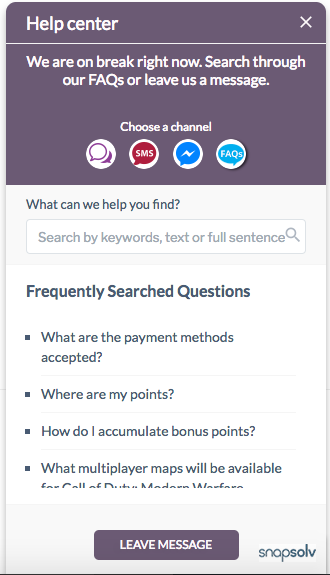 Help center
We are on break right now. Search through
our FAQs or leave us a message.
Choose a channel
SMS
FAQs
What can we help you find?
Search by keywords, text or full sentence
Frequently Searched Questions
What are the payment methods
accepted?
Where are my points?
How do I accumulate bonus points?
What multiplayer maps will be available
for Call of Duty: Modern Warfare
LEAVE MESSAGE
snapsolv